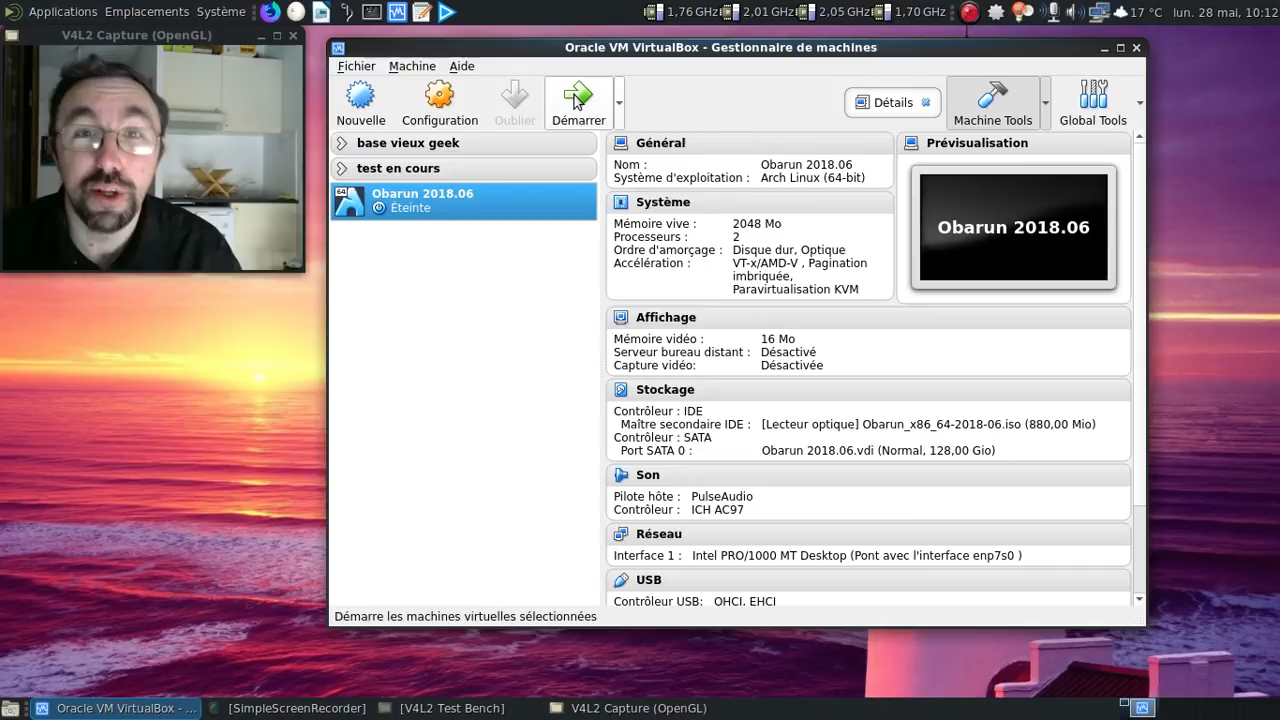 Applications Emplacements Système
1,76 GHz 2,01 GHz 2,05 GHz 1,70 GHz
17 °C lun. 28 mai, 10:12
V4L2 Capture (OpenGL)
Oracle VM VirtualBox - Gestionnaire de machines
Fichier Machine Aide
Nouvelle Configuration Oublier Démarrer Détails Machine Tools Global Tools
base vieux geek
test en cours
64
Obarun 2018.06
Éteinte
Général
Nom : Obarun 2018.06
Système d'exploitation : Arch Linux (64-bit)
Système
Mémoire vive : 2048 Mo
Processeurs : 2
Ordre d'amorçage : Disque dur, Optique
Accélération : VT-x/AMD-V , Pagination
imbriquée,
Paravirtualisation KVM
Prévisualisation
Obarun 2018.06
Affichage
Mémoire vidéo : 16 Mo
Serveur bureau distant : Désactivé
Capture vidéo: Désactivée
Stockage
Contrôleur : IDE
Maître secondaire IDE : [Lecteur optique] Obarun_x86_64-2018-06.iso (880,00 Mio)
Contrôleur : SATA
Port SATA 0 : Obarun 2018.06.vdi (Normal, 128,00 Gio)
Son
Pilote hôte : PulseAudio
Contrôleur : ICH AC97
Réseau
Interface 1 : Intel PRO/1000 MT Desktop (Pont avec l'interface enp7s0 )
USB
Contrôleur USB: OHCI, EHCI
Démarre les machines virtuelles sélectionnées
Oracle VM VirtualBox - ... [SimpleScreenRecorder] [V4L2 Test Bench] V4L2 Capture (OpenGL)